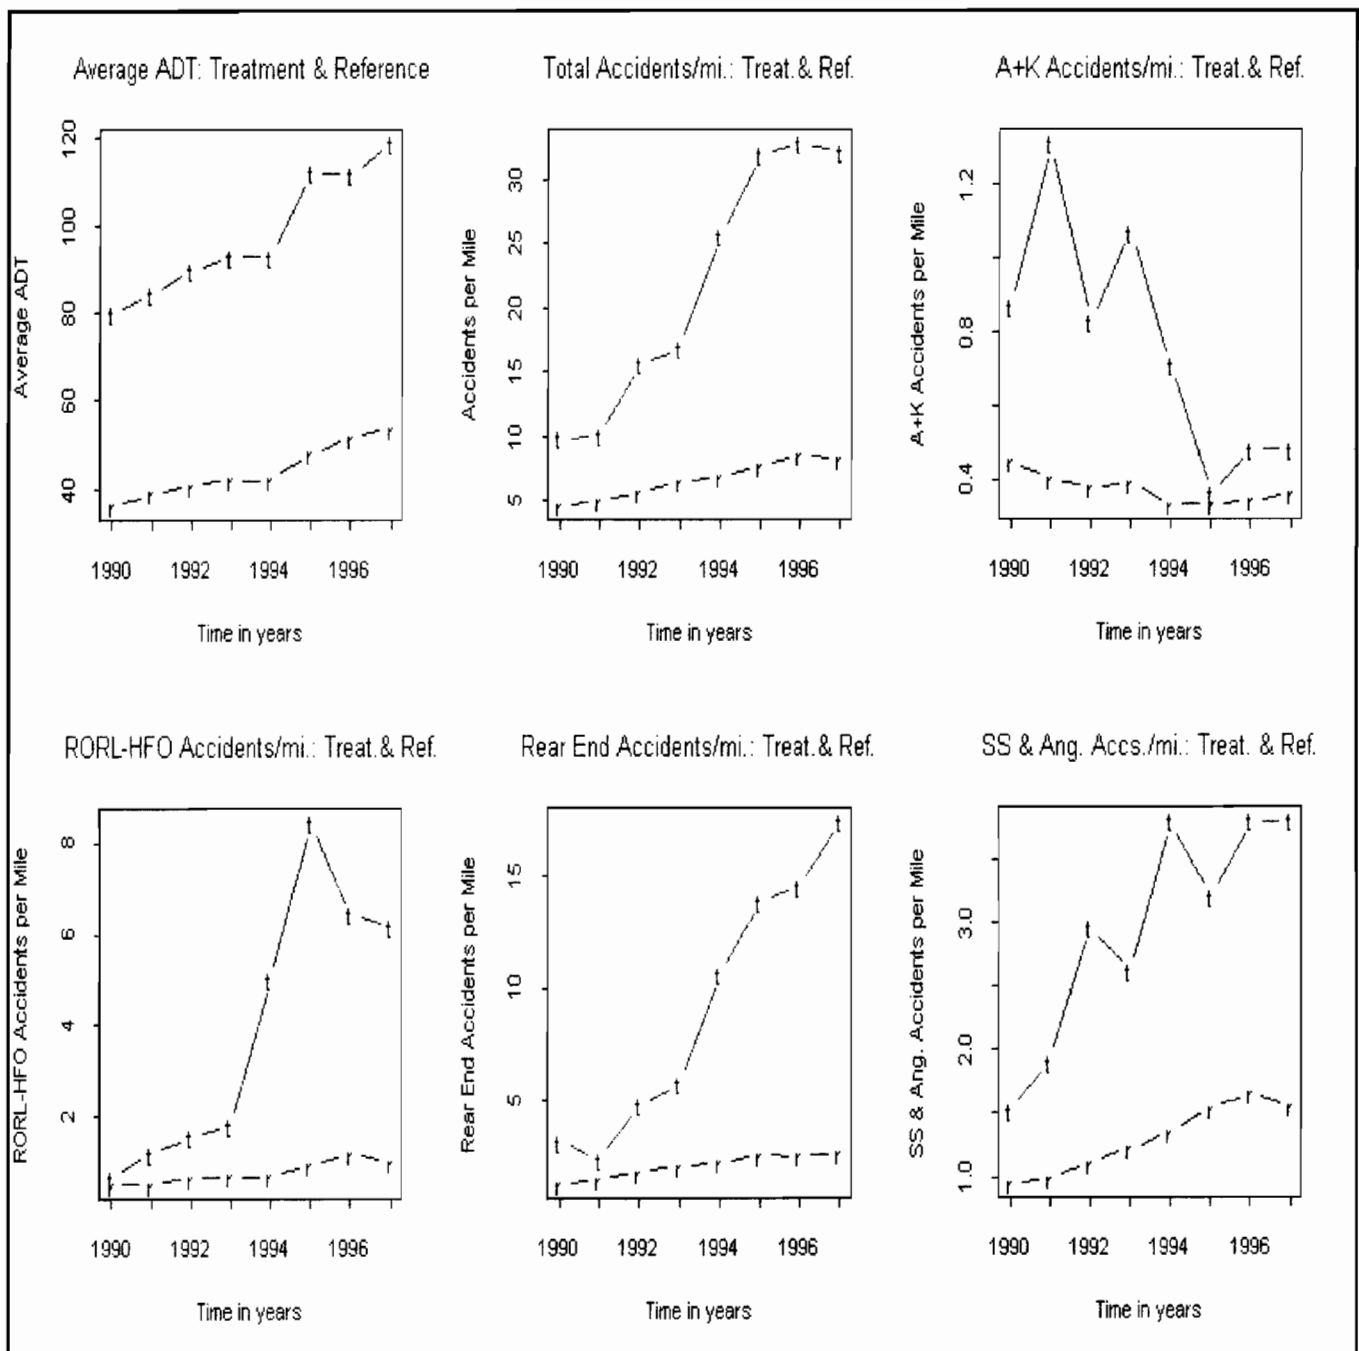 Average ADT: Treatment & Reference
Average ADT
120
100
80
60
40
t t t t t t t t
r r r r r r r r
1990 1992 1994 1996
Time in years
Total Accidents/mi.: Treat.& Ref.
Accidents per Mile
30
25
20
15
10
5
t t t t t t t t
r r r r r r r r
1990 1992 1994 1996
Time in years
A+K Accidents/mi.: Treat.& Ref.
A+K Accidents per Mile
1.2
0.8
0.4
t t t t t t t t
r r r r r r r r
1990 1992 1994 1996
Time in years
RORL-HFO Accidents/mi.: Treat.& Ref.
RORL-HFO Accidents per Mile
8
6
4
2
t t t t t t t t
r r r r r r r r
1990 1992 1994 1996
Time in years
Rear End Accidents/mi.: Treat.& Ref.
Rear End Accidents per Mile
15
10
5
t t t t t t t t
r r r r r r r r
1990 1992 1994 1996
Time in years
SS & Ang. Accs./mi.: Treat. & Ref.
SS & Ang. Accidents per Mile
3.0
2.0
1.0
t t t t t t t t
r r r r r r r r
1990 1992 1994 1996
Time in years